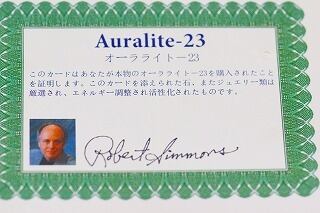 Auralite-23
オーラライトー23
このカードはあなたが本物のオーラライトー23を購入されたこと
を証明します。このカードを添えられた石、またジュエリー類は
厳選され、エネルギー調整され活性化されたものです。
Robert Simmons